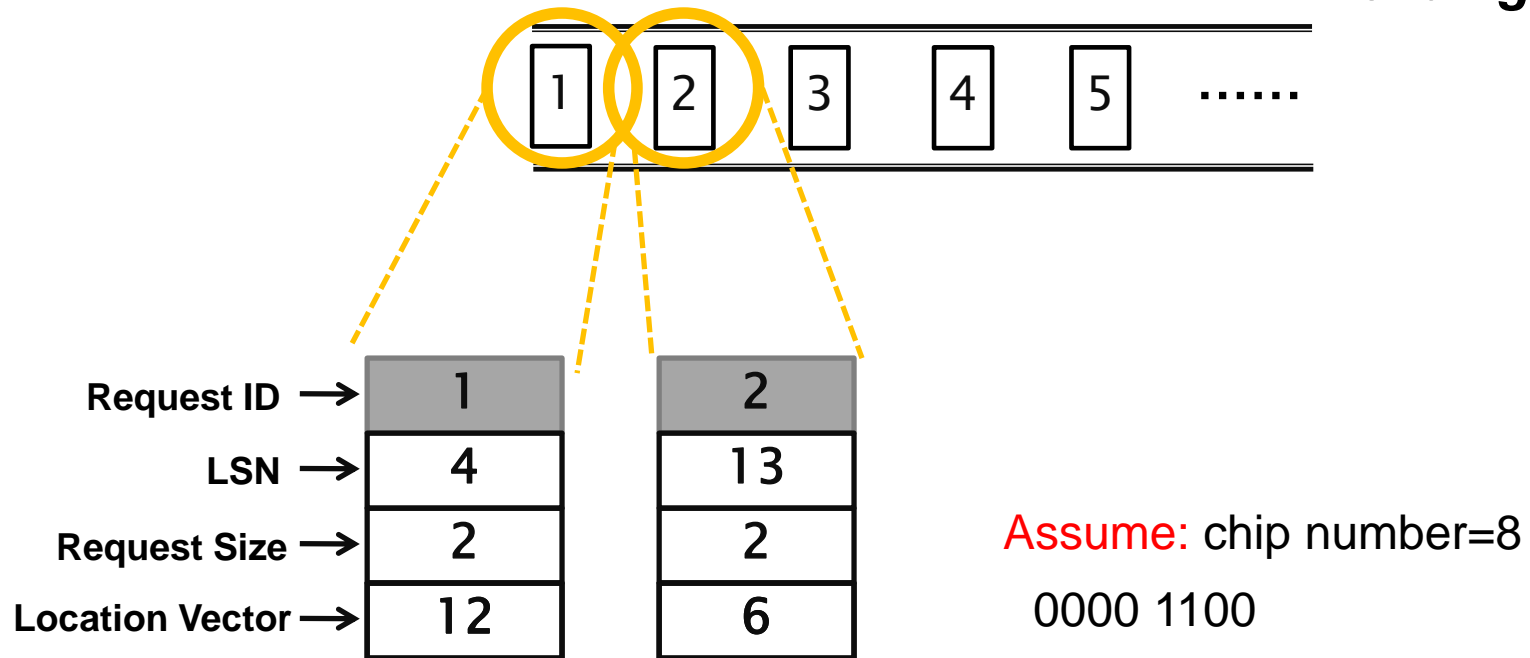 1 2 3 4 5 ......
Request ID 1 2
LSN 4 13
Request Size 2 2
Location Vector 12 6
Assume: chip number=8
0000 1100